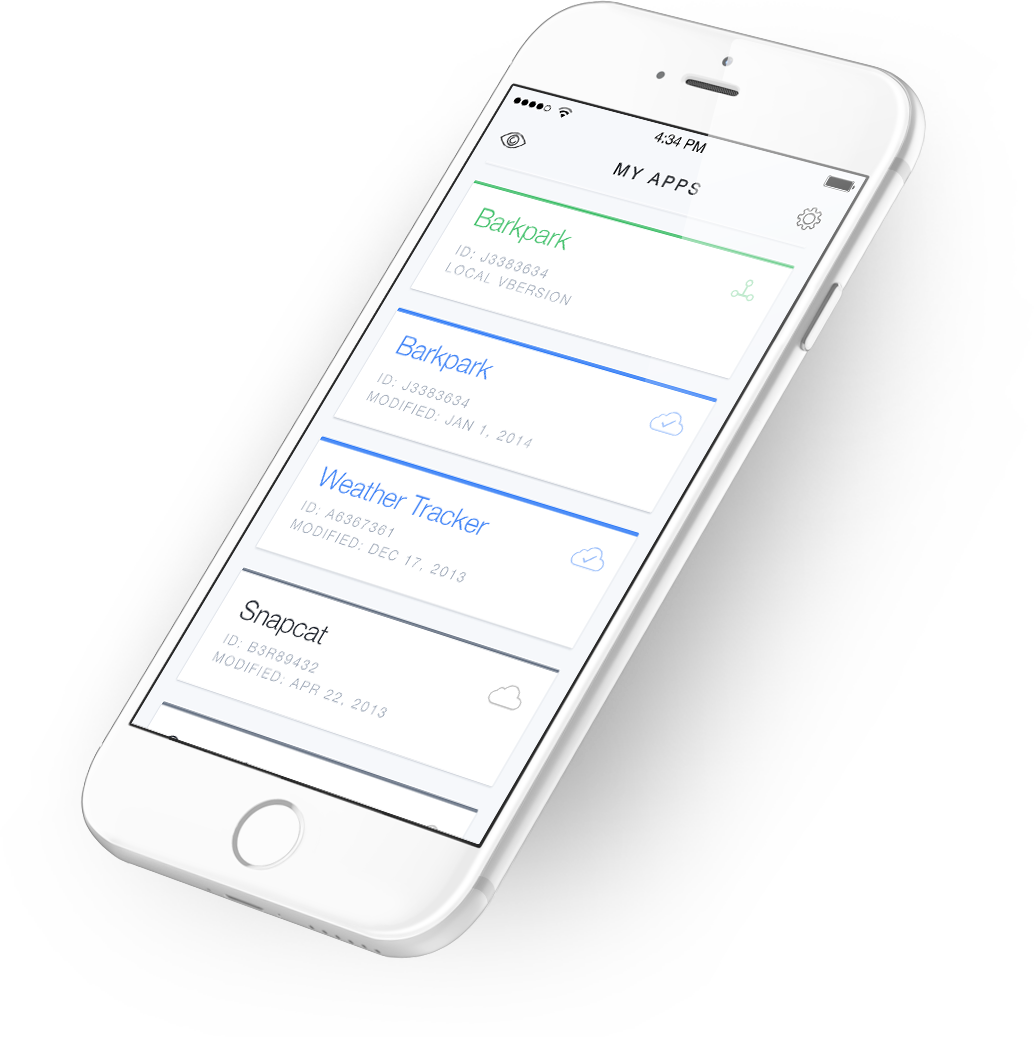 4:34 PM
MY APPS
Barkpark
ID: J3383634
LOCAL VBERSION
Barkpark
ID: J3383634
MODIFIED: JAN 1, 2014
Weather Tracker
ID: A6367361
MODIFIED: DEC 17, 2013
Snapcat
ID: B3R89432
MODIFIED: APR 22, 2013